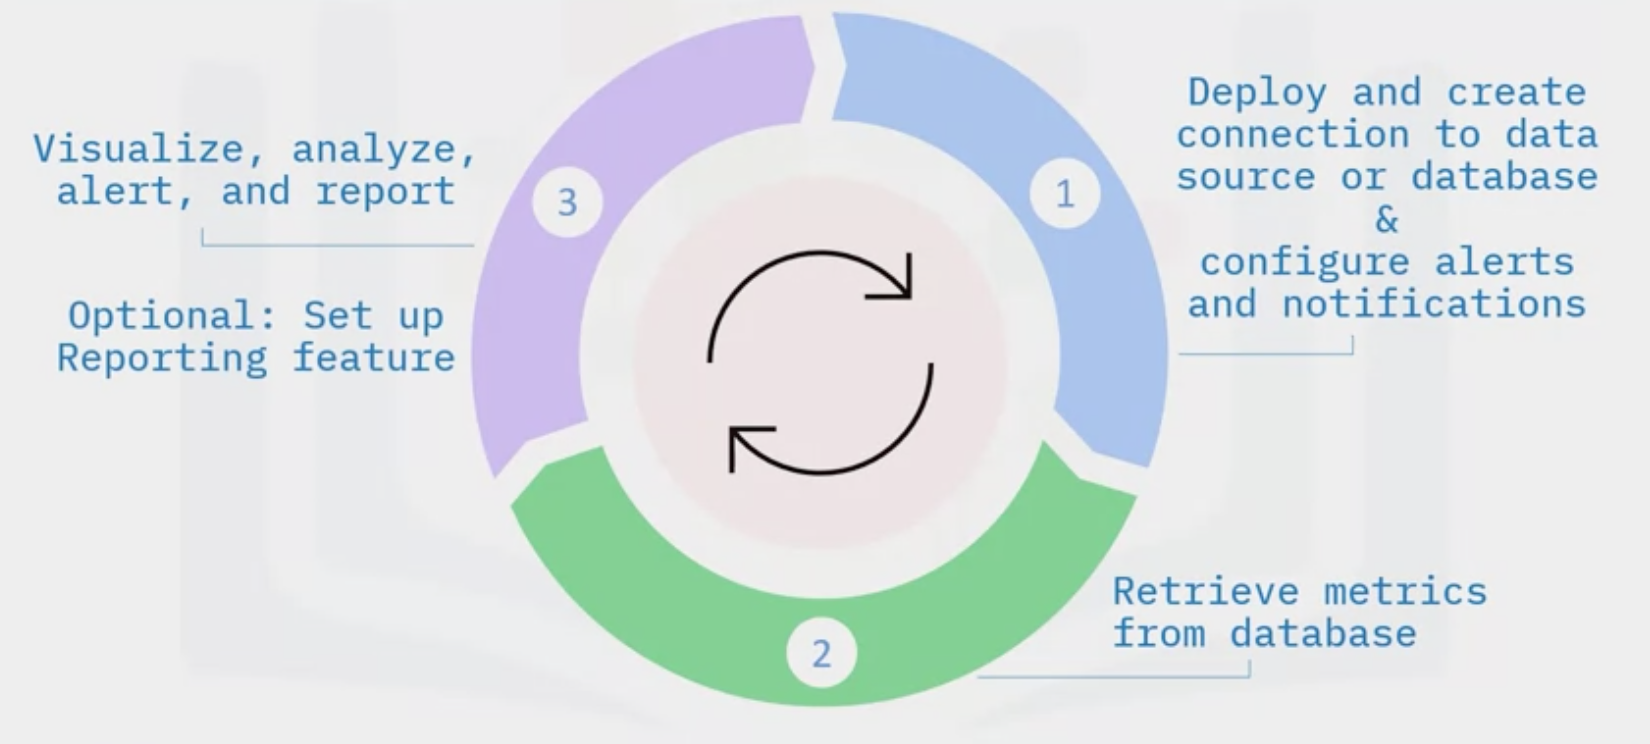 Deploy and create
connection to data
source or database
&
configure alerts
and notifications
1
Retrieve metrics
from database
2
Visualize, analyze,
alert, and report
3
Optional: Set up
Reporting feature